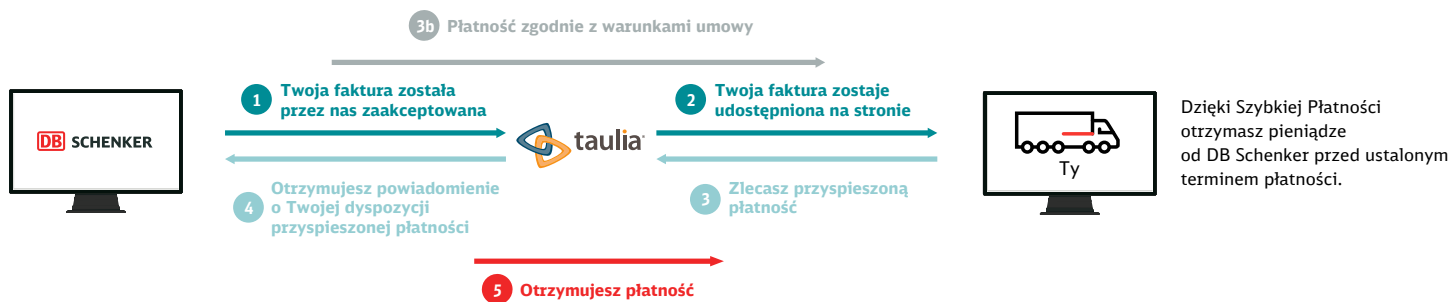 3b Płatność zgodnie z warunkami umowy
1 Twoja faktura została
przez nas zaakceptowana
2 Twoja faktura zostaje
udostępniona na stronie
DB SCHENKER
taulia
Ty
Dzięki Szybkiej Płatności
otrzymasz pieniądze
od DB Schenker przed ustalonym
terminem płatności.
4 Otrzymujesz powiadomienie
o Twojej dyspozycji
przyspieszonej płatności
3 Zlecasz przyspieszoną
płatność
5 Otrzymujesz płatność